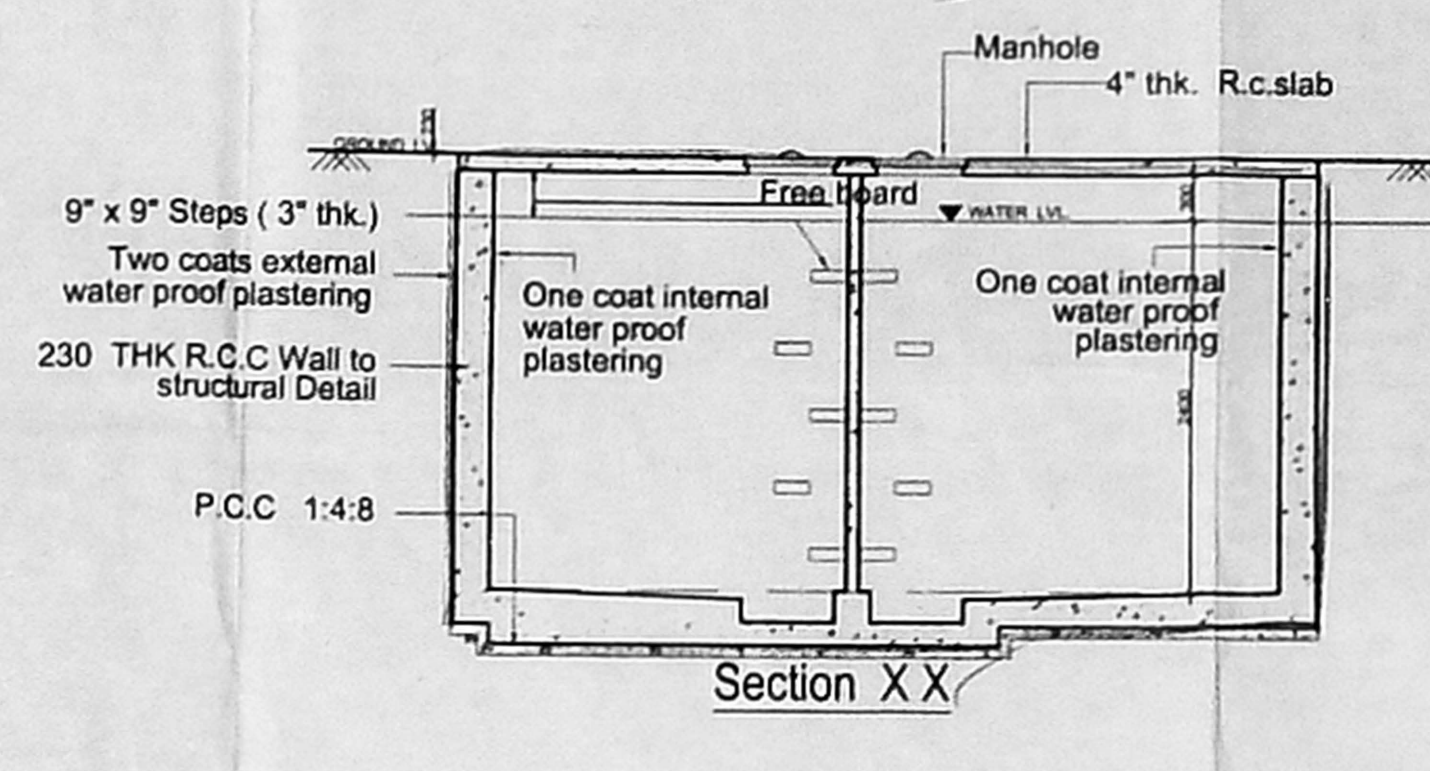 Manhole
4" thk. R.c.slab
GROUND LVL
Free board
WATER LVL.
9" x 9" Steps ( 3" thk.)
Two coats external
water proof plastering
One coat internal
water proof
plastering
One coat internal
water proof
plastering
230 THK R.C.C Wall to
structural Detail
300
2400
P.C.C 1:4:8
Section X X